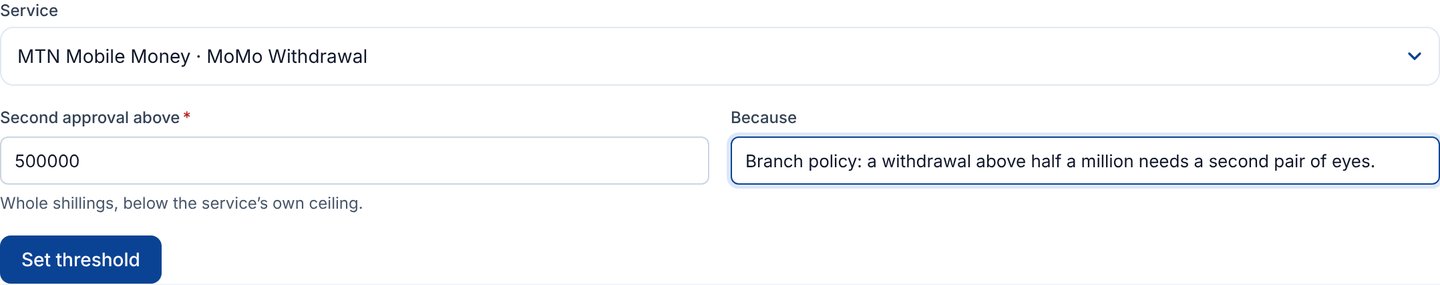 Service
MTN Mobile Money · MoMo Withdrawal
Second approval above *
Because
500000
Branch policy: a withdrawal above half a million needs a second pair of eyes.
Whole shillings, below the service’s own ceiling.
Set threshold